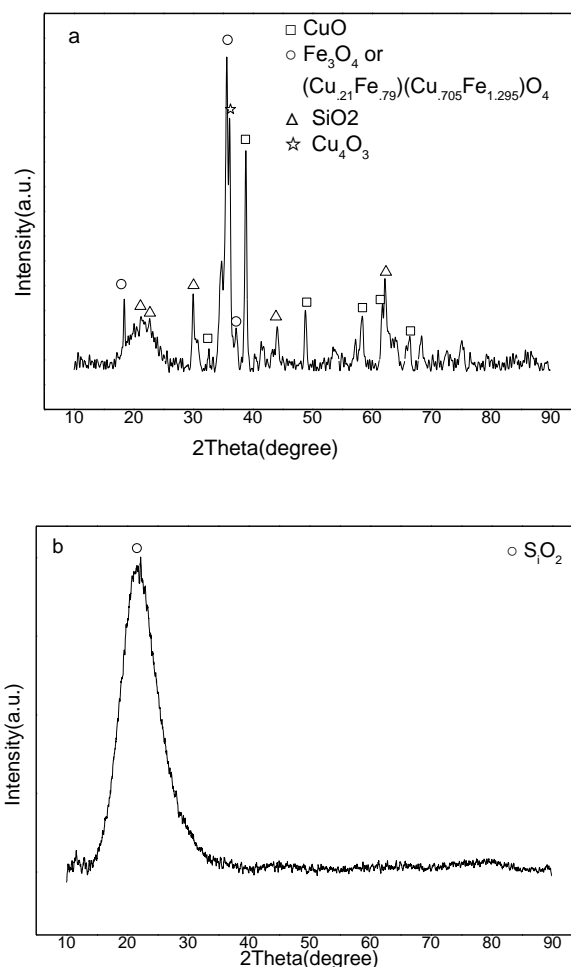 a
□ CuO
○ Fe₃O₄ or
(Cu.₂₁Fe.₇₉)(Cu.₇₀₅Fe₁.₂₉₅)O₄
△ SiO2
☆ Cu₄O₃
Intensity(a.u.)
10 20 30 40 50 60 70 80 90
2Theta(degree)
b
○ SᵢO₂
Intensity(a.u.)
10 20 30 40 50 60 70 80 90
2Theta(degree)